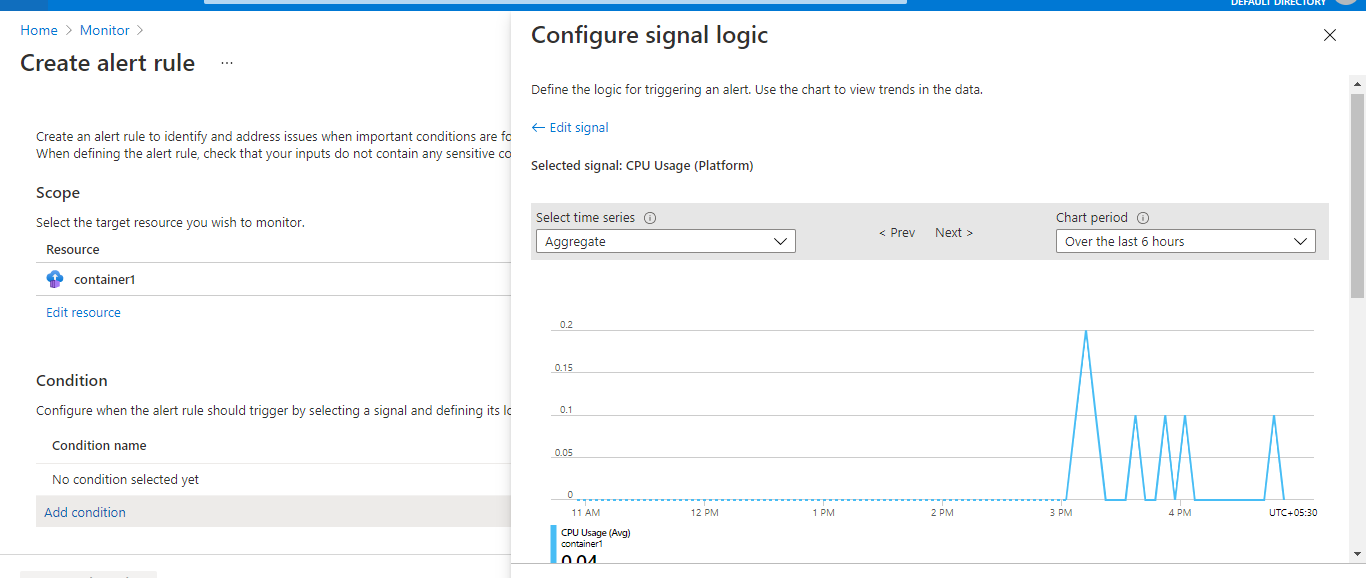 DEFAULT DIRECTORY
Home > Monitor >
Create alert rule ...
Create an alert rule to identify and address issues when important conditions are fo
When defining the alert rule, check that your inputs do not contain any sensitive co
Scope
Select the target resource you wish to monitor.
Resource
container1
Edit resource
Condition
Configure when the alert rule should trigger by selecting a signal and defining its lo
Condition name
No condition selected yet
Add condition
Configure signal logic
Define the logic for triggering an alert. Use the chart to view trends in the data.
← Edit signal
Selected signal: CPU Usage (Platform)
Select time series
Aggregate
< Prev Next >
Chart period
Over the last 6 hours
0.2
0.15
0.1
0.05
0
11 AM 12 PM 1 PM 2 PM 3 PM 4 PM UTC+05:30
CPU Usage (Avg)
container1
0.04